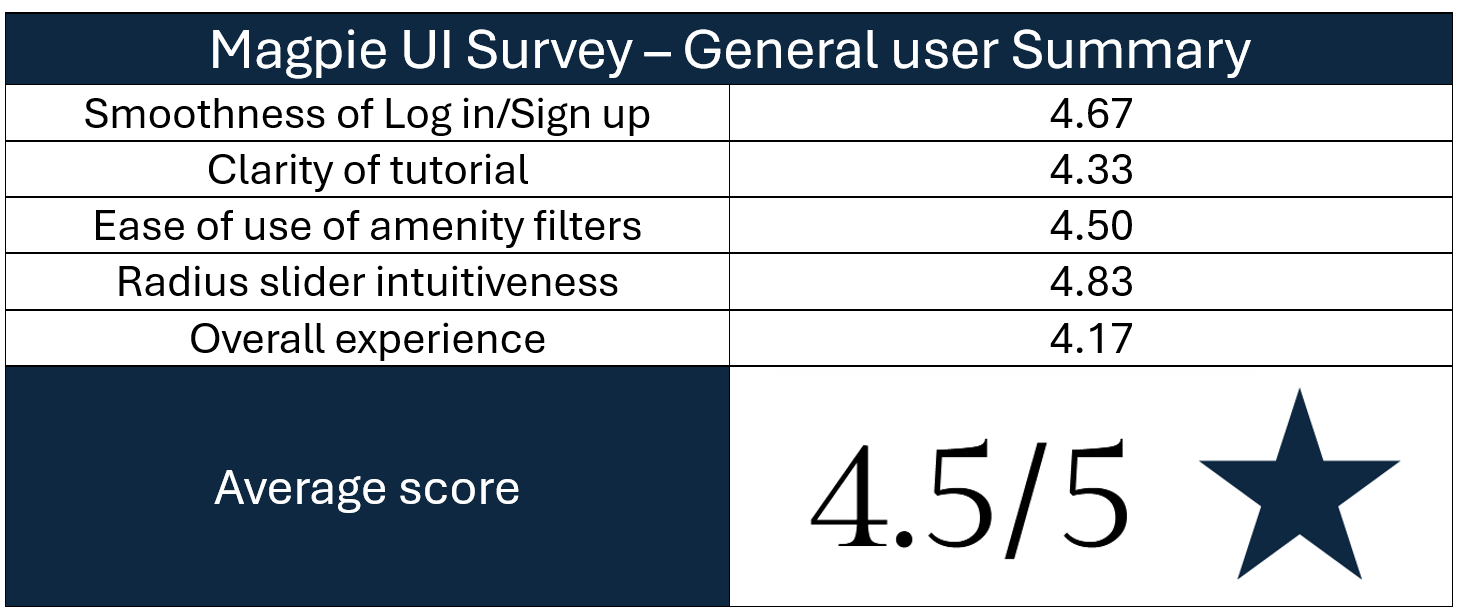 Magpie UI Survey – General user Summary
Smoothness of Log in/Sign up 4.67
Clarity of tutorial 4.33
Ease of use of amenity filters 4.50
Radius slider intuitiveness 4.83
Overall experience 4.17
Average score 4.5/5